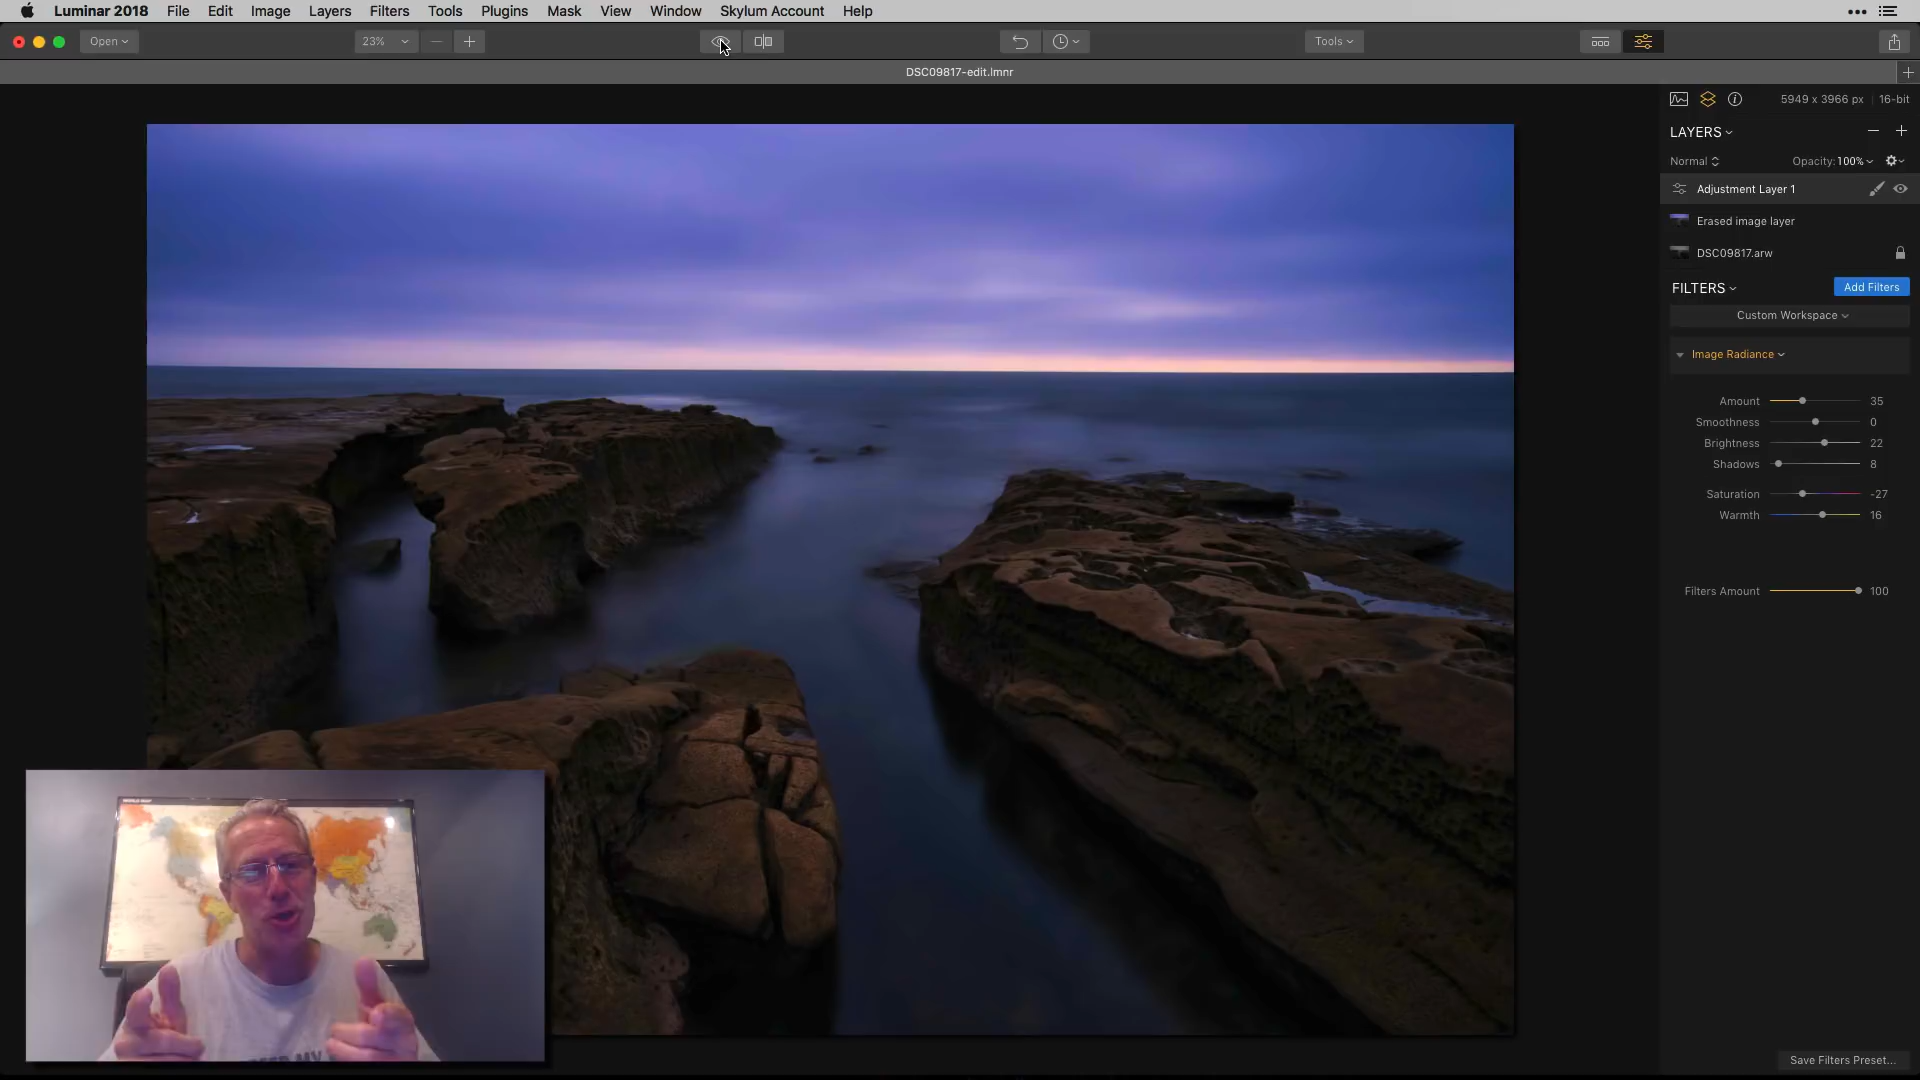 Luminar 2018 File Edit Image Layers Filters Tools Plugins Mask View Window Skylum Account Help
Open 23% Tools
DSC09817-edit.lmnr
5949 x 3966 px 16-bit
LAYERS
Normal Opacity: 100%
Adjustment Layer 1
Erased image layer
DSC09817.arw
FILTERS Add Filters
Custom Workspace
Image Radiance
Amount 35
Smoothness 0
Brightness 22
Shadows 8
Saturation -27
Warmth 16
Filters Amount 100
WORLD MAP
Save Filters Preset...